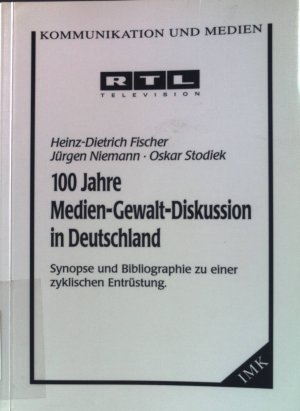 KOMMUNIKATION UND MEDIEN
RTL
TELEVISION
Heinz-Dietrich Fischer
Jürgen Niemann · Oskar Stodiek
100 Jahre
Medien-Gewalt-Diskussion
in Deutschland
Synopse und Bibliographie zu einer
zyklischen Entrüstung.
IMK